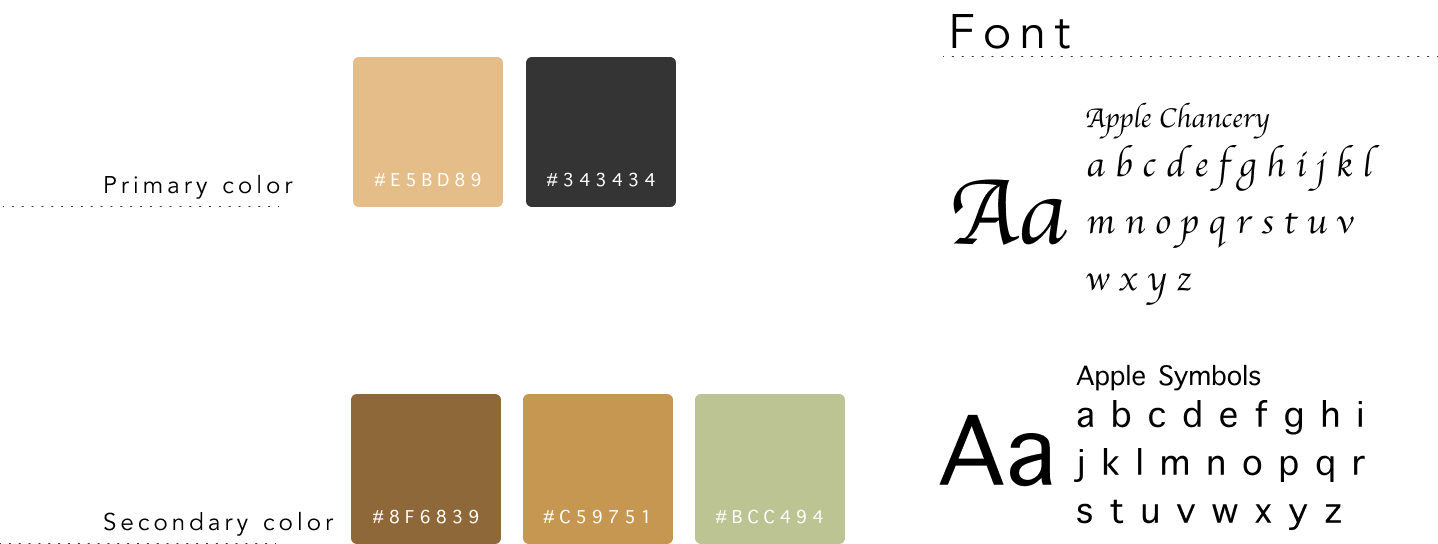 Primary color
#E5BD89
#343434
Secondary color
#8F6839
#C59751
#BCC494
Font
Aa
Apple Chancery
a b c d e f g h i j k l
m n o p q r s t u v
w x y z
Aa
Apple Symbols
a b c d e f g h i
j k l m n o p q r
s t u v w x y z